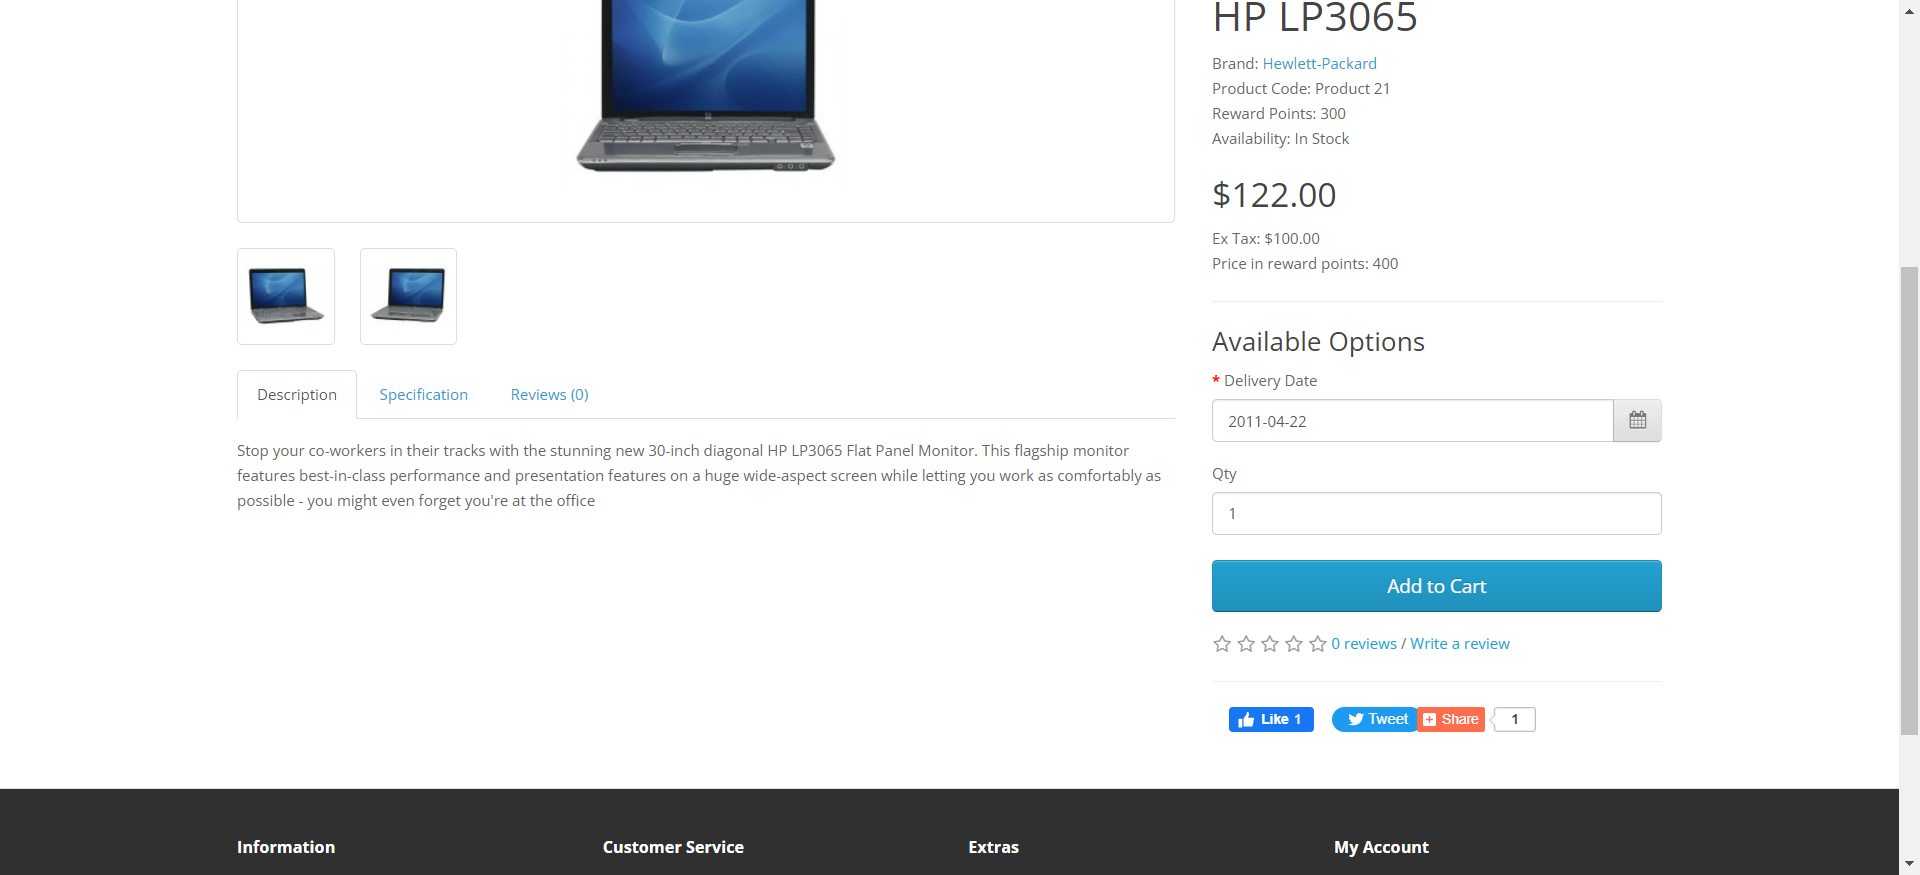 HP LP3065
Brand: Hewlett-Packard
Product Code: Product 21
Reward Points: 300
Availability: In Stock
$122.00
Ex Tax: $100.00
Price in reward points: 400
Available Options
* Delivery Date
2011-04-22
Qty
1
Add to Cart
0 reviews / Write a review
Like 1
Tweet
Share
1
Description
Specification
Reviews (0)
Stop your co-workers in their tracks with the stunning new 30-inch diagonal HP LP3065 Flat Panel Monitor. This flagship monitor
features best-in-class performance and presentation features on a huge wide-aspect screen while letting you work as comfortably as
possible - you might even forget you're at the office
Information
Customer Service
Extras
My Account